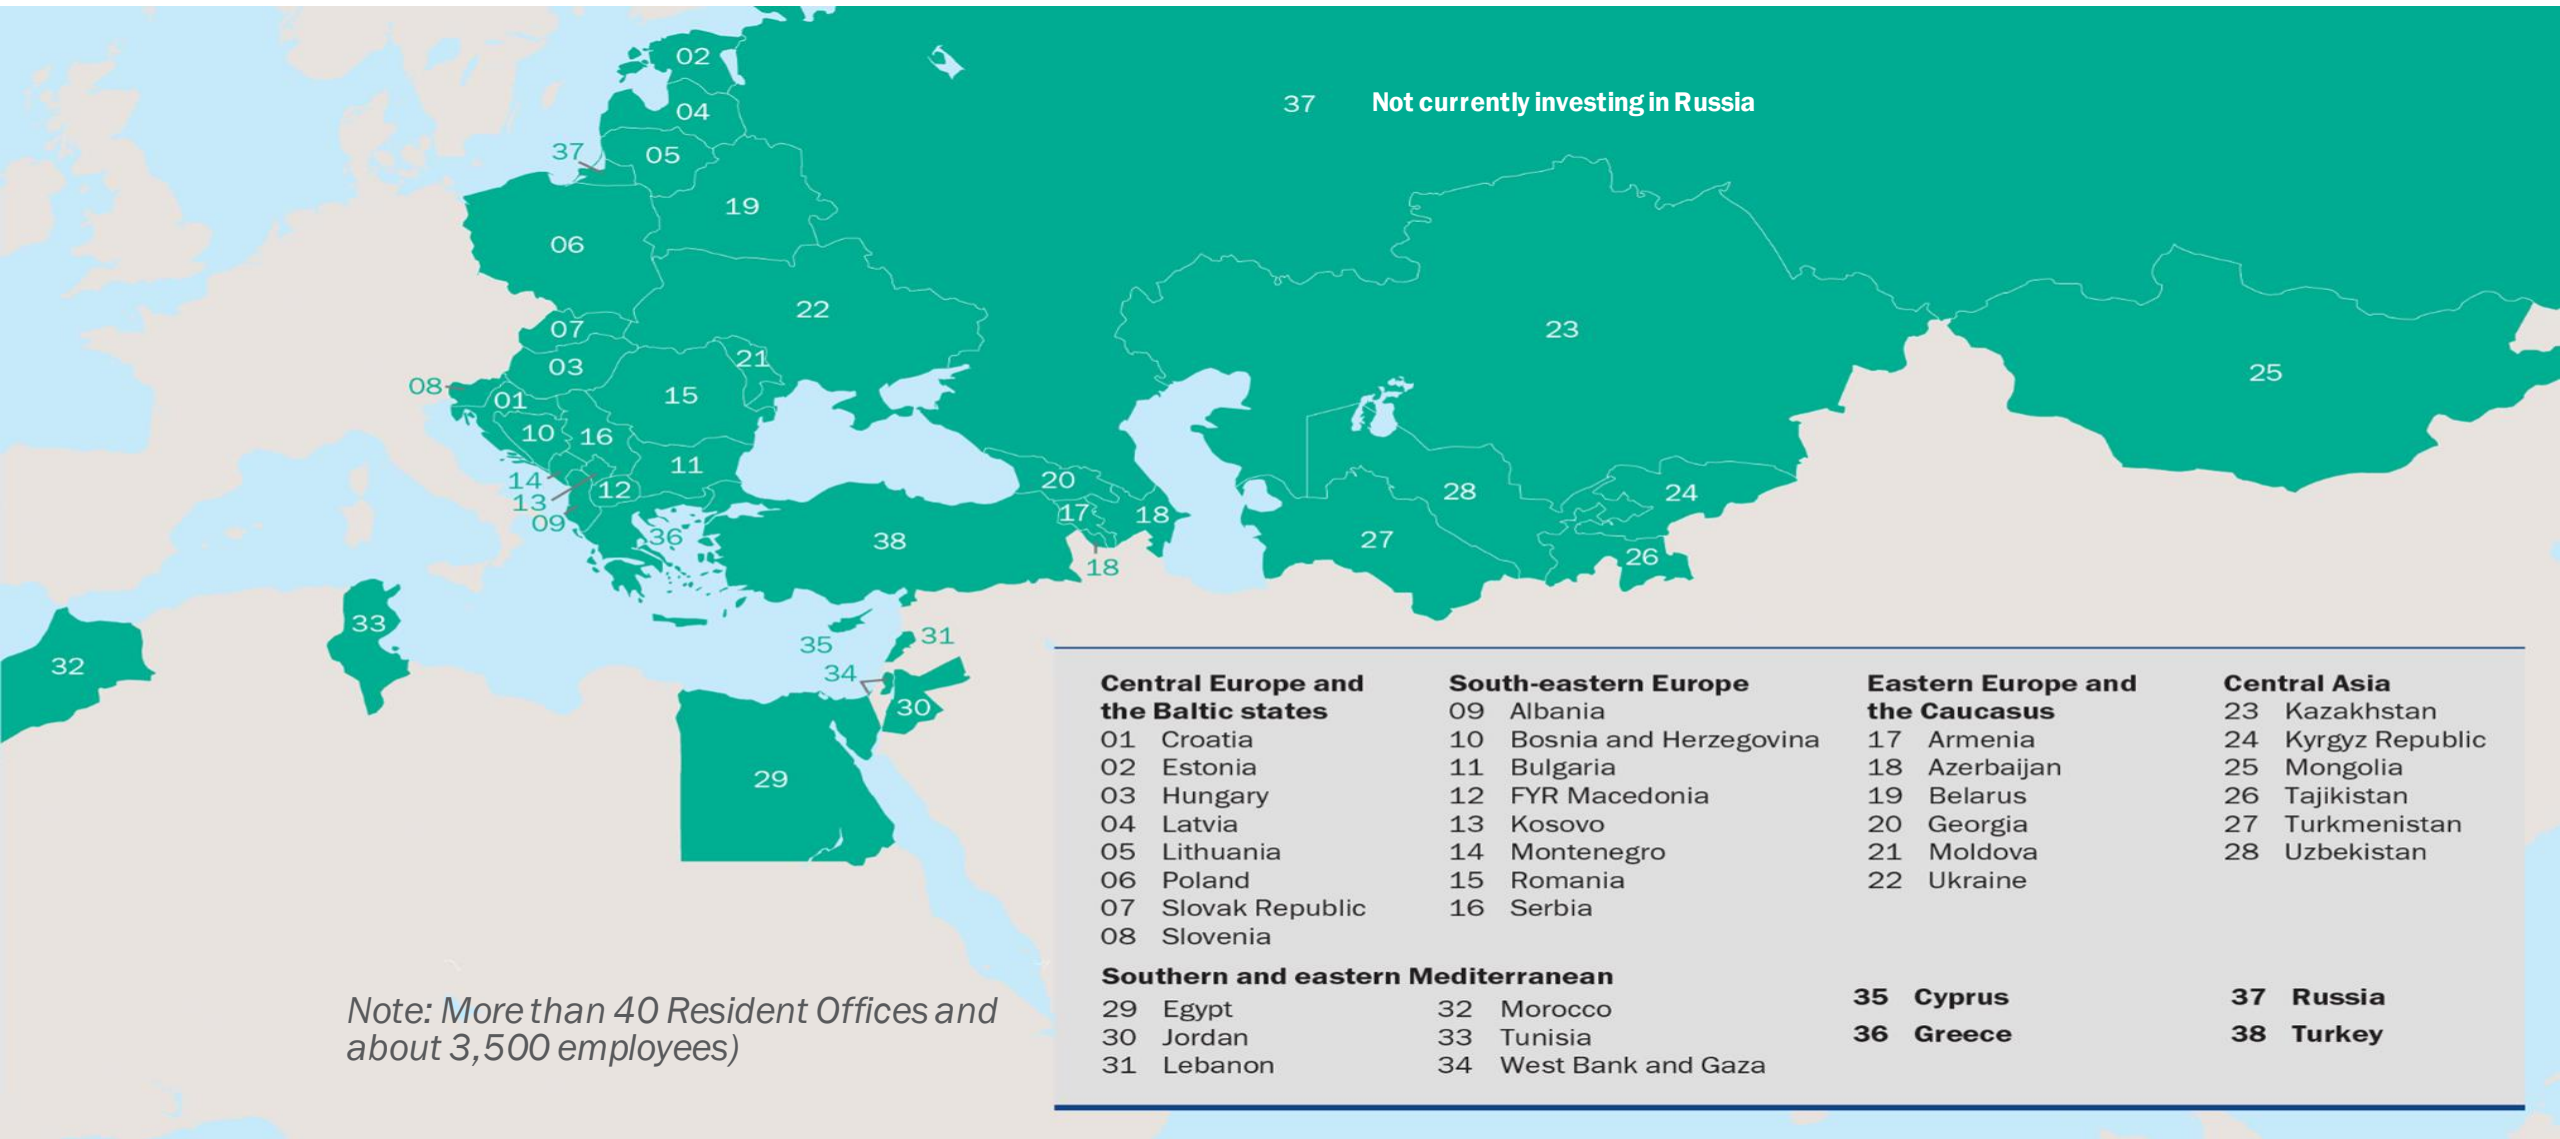 02
04
37 Not currently investing in Russia
37
05
19
06
22
07
23
21
03
25
08
15
01
10
16
11
14
20
12
28
24
13
17
18
09
36
38
27
26
18
33
31
35
32
34
30
29
Note: More than 40 Resident Offices and
about 3,500 employees)
Central Europe and
the Baltic states
01 Croatia
02 Estonia
03 Hungary
04 Latvia
05 Lithuania
06 Poland
07 Slovak Republic
08 Slovenia
South-eastern Europe
09 Albania
10 Bosnia and Herzegovina
11 Bulgaria
12 FYR Macedonia
13 Kosovo
14 Montenegro
15 Romania
16 Serbia
Eastern Europe and
the Caucasus
17 Armenia
18 Azerbaijan
19 Belarus
20 Georgia
21 Moldova
22 Ukraine
Central Asia
23 Kazakhstan
24 Kyrgyz Republic
25 Mongolia
26 Tajikistan
27 Turkmenistan
28 Uzbekistan
Southern and eastern Mediterranean
29 Egypt
30 Jordan
31 Lebanon
32 Morocco
33 Tunisia
34 West Bank and Gaza
35 Cyprus
36 Greece
37 Russia
38 Turkey